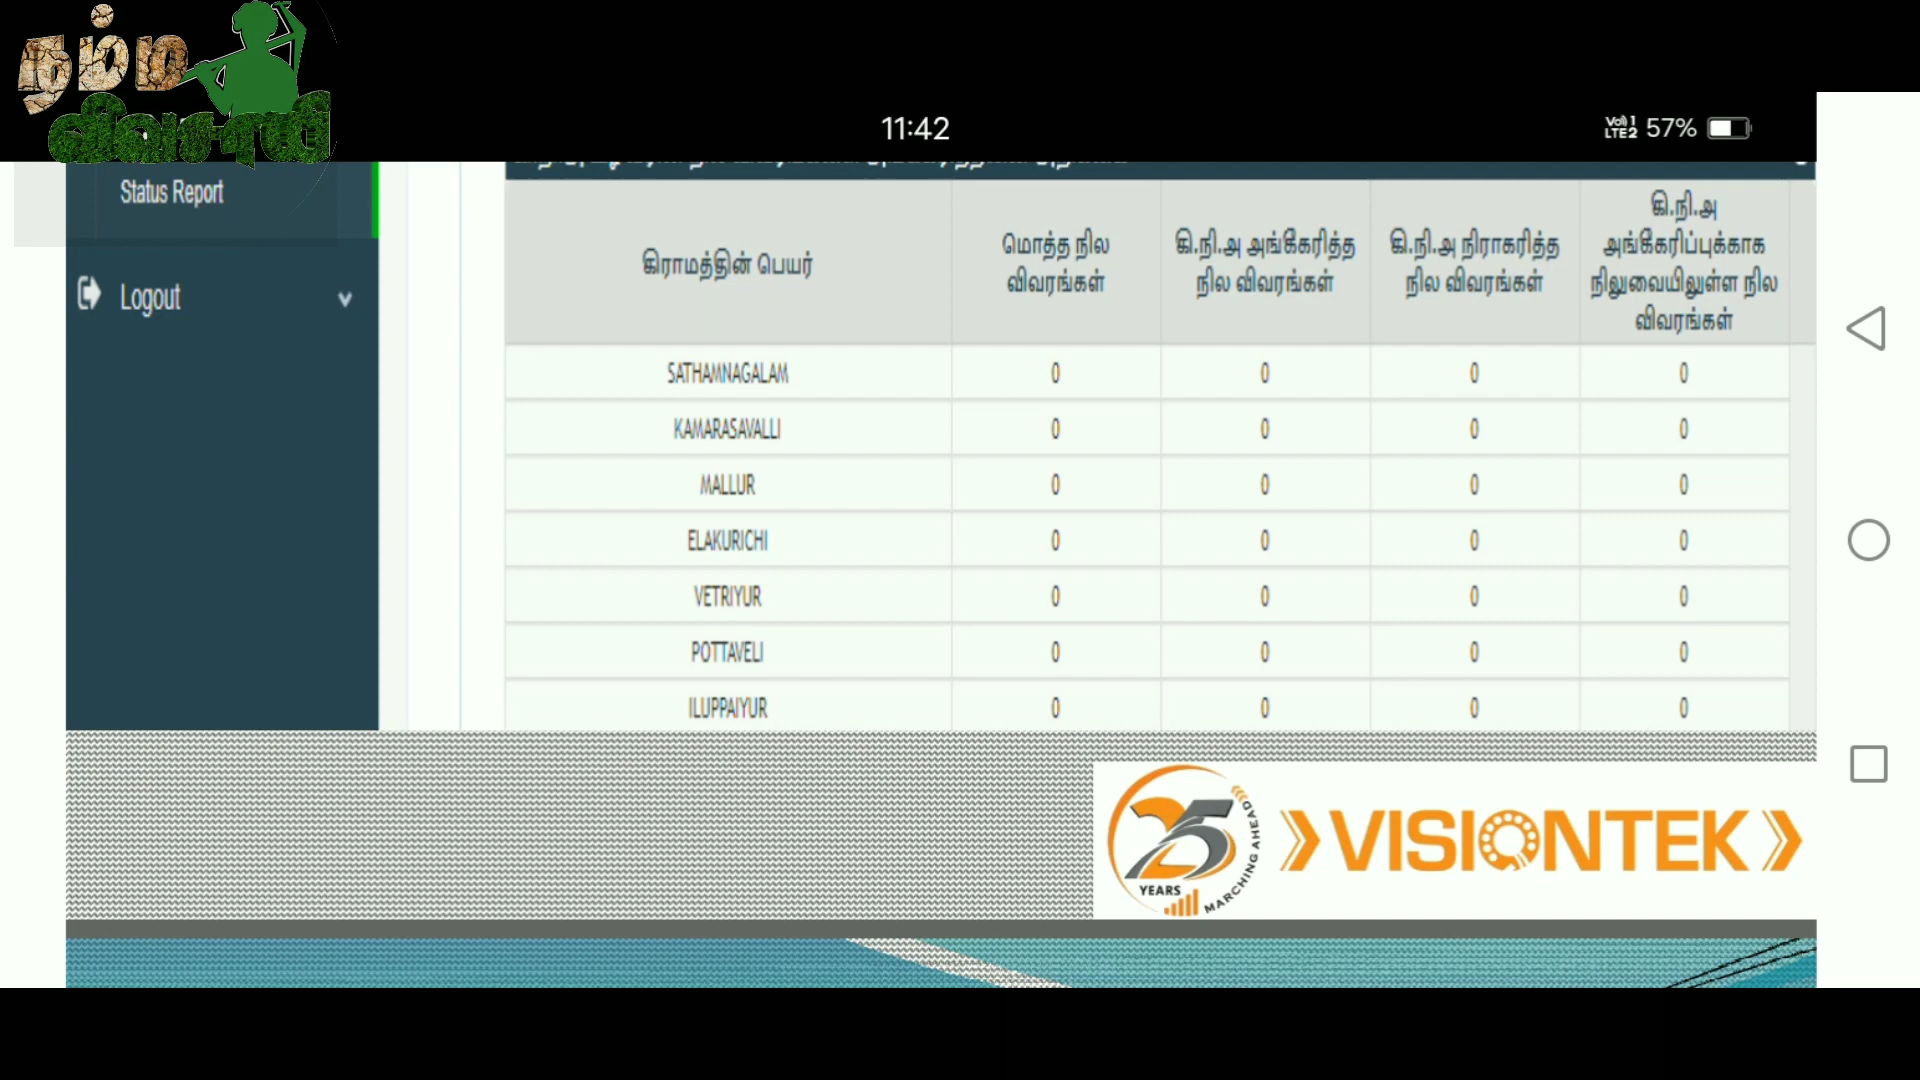 நம்ம
விவசாயி
11:42
VoI) 1 LTE2 57%
Status Report
Logout
கிராமத்தின் பெயர்
மொத்த நில
விவரங்கள்
கி.நி.அ அங்கேரித்த
நில விவரங்கள்
கி.நி.அ நிராகரித்த
நில விவரங்கள்
கி.நி.அ
அங்கேரிப்புக்காக
நிலுவையிலுள்ள நில
விவரங்கள்
SATHAMNAGALAM 0 0 0 0
KAMARASAVALLI 0 0 0 0
MALLUR 0 0 0 0
ELAKURICHI 0 0 0 0
VETRIYUR 0 0 0 0
POTTAVELI 0 0 0 0
ILUPPAIYUR 0 0 0 0
25
YEARS
MARCHING AHEAD
VISIONTEK